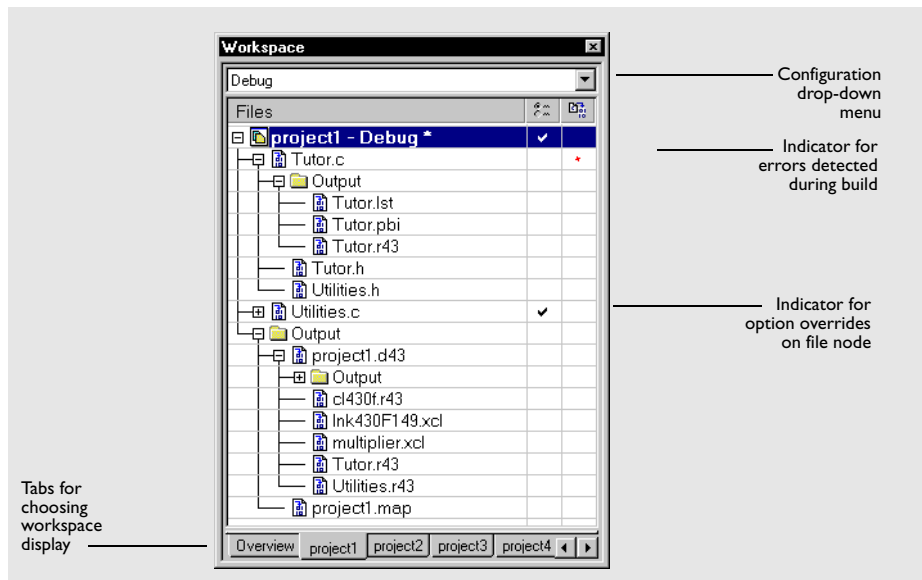 Workspace
Debug
Configuration
drop-down
menu
Files
project1 - Debug *
Indicator for
errors detected
during build
Tutor.c
Output
Tutor.lst
Tutor.pbi
Tutor.r43
Tutor.h
Utilities.h
Utilities.c
Indicator for
option overrides
on file node
Output
project1.d43
Output
cl430f.r43
lnk430F149.xcl
multiplier.xcl
Tutor.r43
Utilities.r43
project1.map
Tabs for
choosing
workspace
display
Overview project1 project2 project3 project4